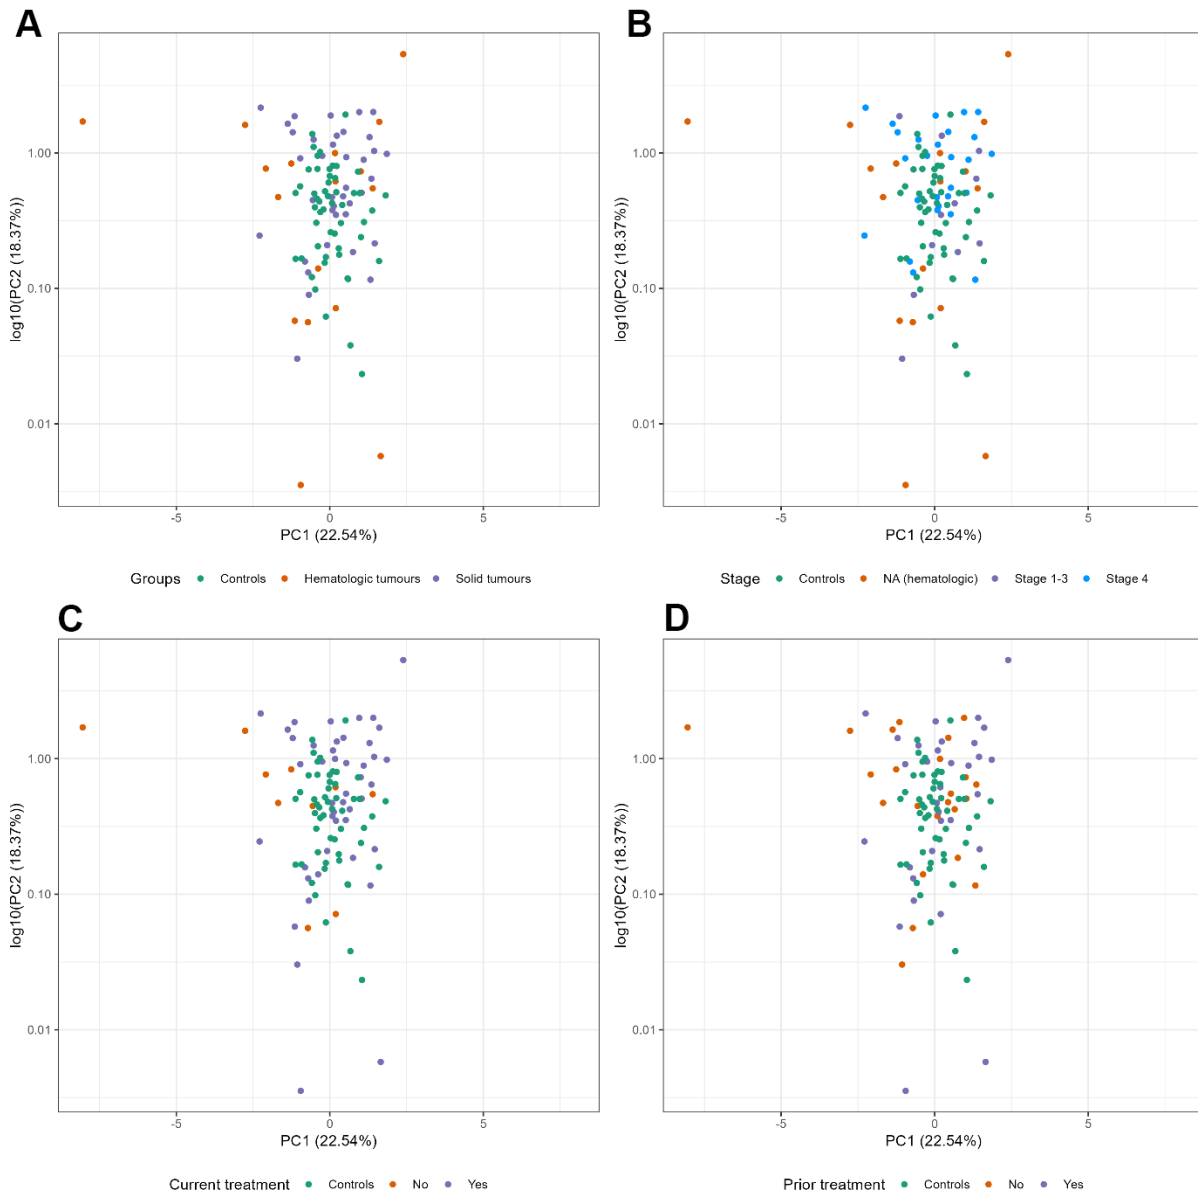 A
B
log10(PC2 (18.37%))
1.00
0.10
0.01
-5
0
5
PC1 (22.54%)
Groups Controls Hematologic tumours Solid tumours
log10(PC2 (18.37%))
1.00
0.10
0.01
-5
0
5
PC1 (22.54%)
Stage Controls NA (hematologic) Stage 1-3 Stage 4
C
D
log10(PC2 (18.37%))
1.00
0.10
0.01
-5
0
5
PC1 (22.54%)
Current treatment Controls No Yes
log10(PC2 (18.37%))
1.00
0.10
0.01
-5
0
5
PC1 (22.54%)
Prior treatment Controls No Yes